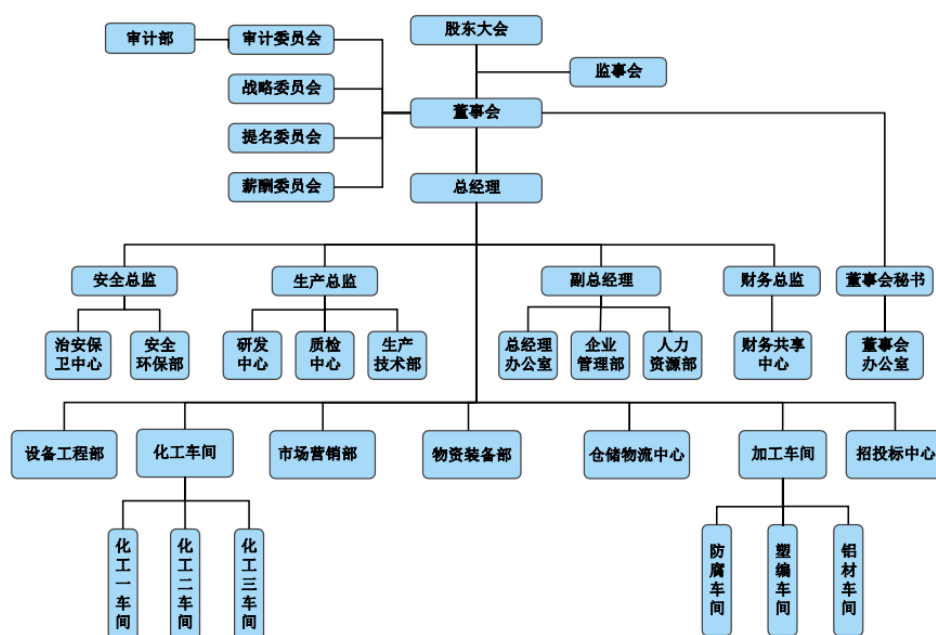 股东大会
审计部
审计委员会
监事会
战略委员会
董事会
提名委员会
薪酬委员会
总经理
安全总监
生产总监
副总经理
财务总监
董事会秘书
治安保
卫中心
安全
环保部
研发
中心
质检
中心
生产
技术部
总经理
办公室
企业
管理部
人力
资源部
财务共享
中心
董事会
办公室
设备工程部
化工车间
市场营销部
物资装备部
仓储物流中心
加工车间
招投标中心
化工一车间
化工二车间
化工三车间
防腐车间
塑编车间
铝材车间